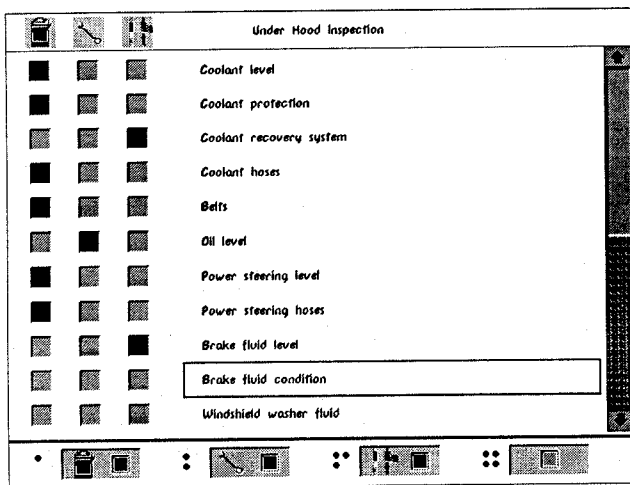 Under Hood Inspection
Coolant level
Coolant protection
Coolant recovery system
Coolant hoses
Belts
Oil level
Power steering level
Power steering hoses
Brake fluid level
Brake fluid condition
Windshield washer fluid